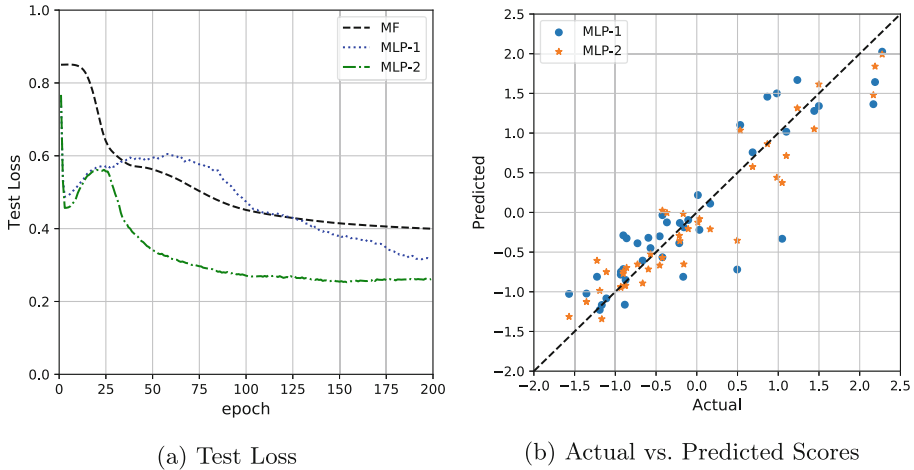 1.0
0.8
0.6
0.4
0.2
0.0
Test Loss
0 25 50 75 100 125 150 175 200
epoch
MF
MLP-1
MLP-2
(a) Test Loss
2.5
2.0
1.5
1.0
0.5
0.0
−0.5
−1.0
−1.5
−2.0
Predicted
−2.0 −1.5 −1.0 −0.5 0.0 0.5 1.0 1.5 2.0 2.5
Actual
MLP-1
MLP-2
(b) Actual vs. Predicted Scores